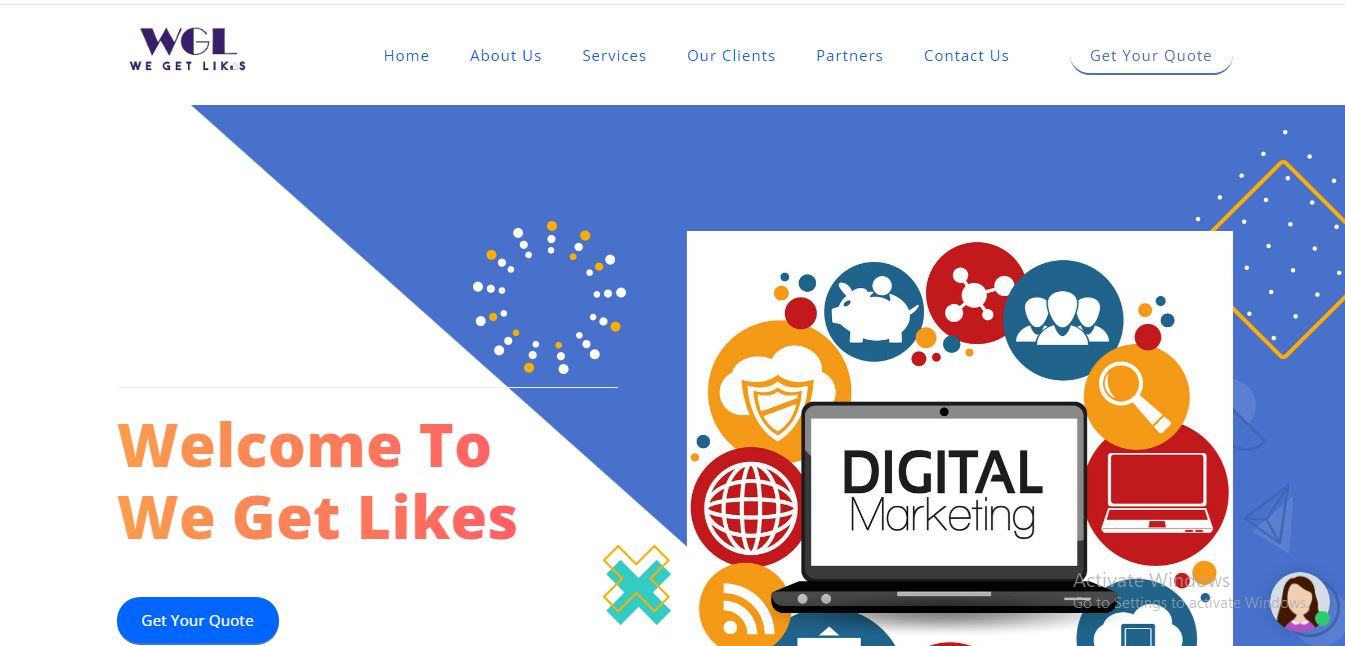 WGL
WE GET LIKES
Home About Us Services Our Clients Partners Contact Us Get Your Quote
DIGITAL
Marketing
Welcome To
We Get Likes
Get Your Quote
Activate Windows
Go to Settings to activate Windows.